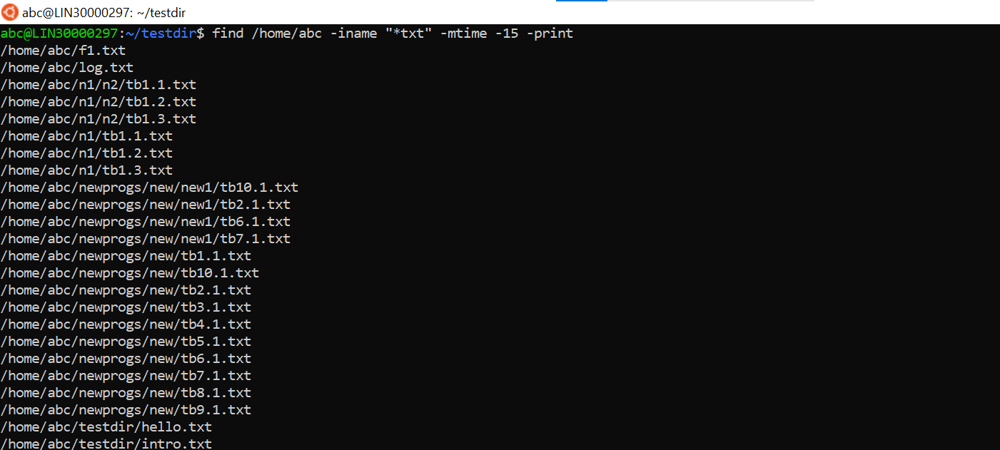 abc@LIN30000297: ~/testdir
abc@LIN30000297:~/testdir$ find /home/abc -iname "*txt" -mtime -15 -print
/home/abc/f1.txt
/home/abc/log.txt
/home/abc/n1/n2/tb1.1.txt
/home/abc/n1/n2/tb1.2.txt
/home/abc/n1/n2/tb1.3.txt
/home/abc/n1/tb1.1.txt
/home/abc/n1/tb1.2.txt
/home/abc/n1/tb1.3.txt
/home/abc/newprogs/new/new1/tb10.1.txt
/home/abc/newprogs/new/new1/tb2.1.txt
/home/abc/newprogs/new/new1/tb6.1.txt
/home/abc/newprogs/new/new1/tb7.1.txt
/home/abc/newprogs/new/tb1.1.txt
/home/abc/newprogs/new/tb10.1.txt
/home/abc/newprogs/new/tb2.1.txt
/home/abc/newprogs/new/tb3.1.txt
/home/abc/newprogs/new/tb4.1.txt
/home/abc/newprogs/new/tb5.1.txt
/home/abc/newprogs/new/tb6.1.txt
/home/abc/newprogs/new/tb7.1.txt
/home/abc/newprogs/new/tb8.1.txt
/home/abc/newprogs/new/tb9.1.txt
/home/abc/testdir/hello.txt
/home/abc/testdir/intro.txt